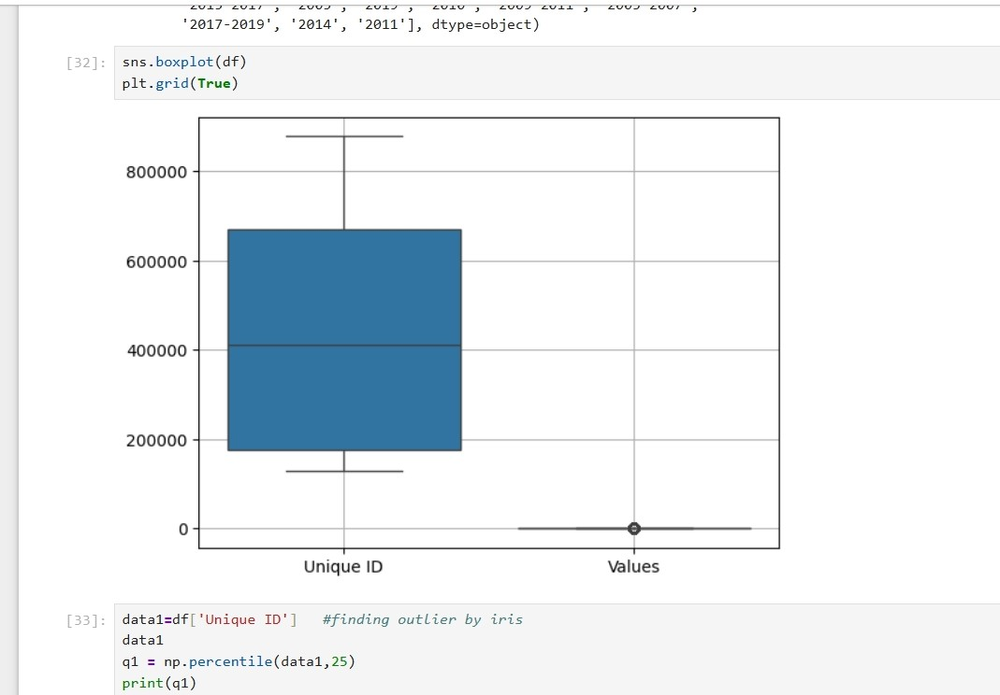 '2017-2019', '2014', '2011'], dtype=object)
[32]:
sns.boxplot(df)
plt.grid(True)
800000
600000
400000
200000
0
Unique ID
Values
[33]:
data1=df['Unique ID'] #finding outlier by iris
data1
q1 = np.percentile(data1,25)
print(q1)